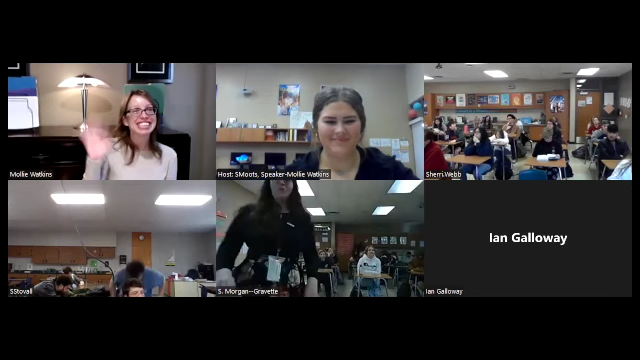 Mollie Watkins
Host: SMoots, Speaker-Mollie Watkins
Sherri.Webb
SStovall
S. Morgan--Gravette
Ian Galloway
Ian Galloway